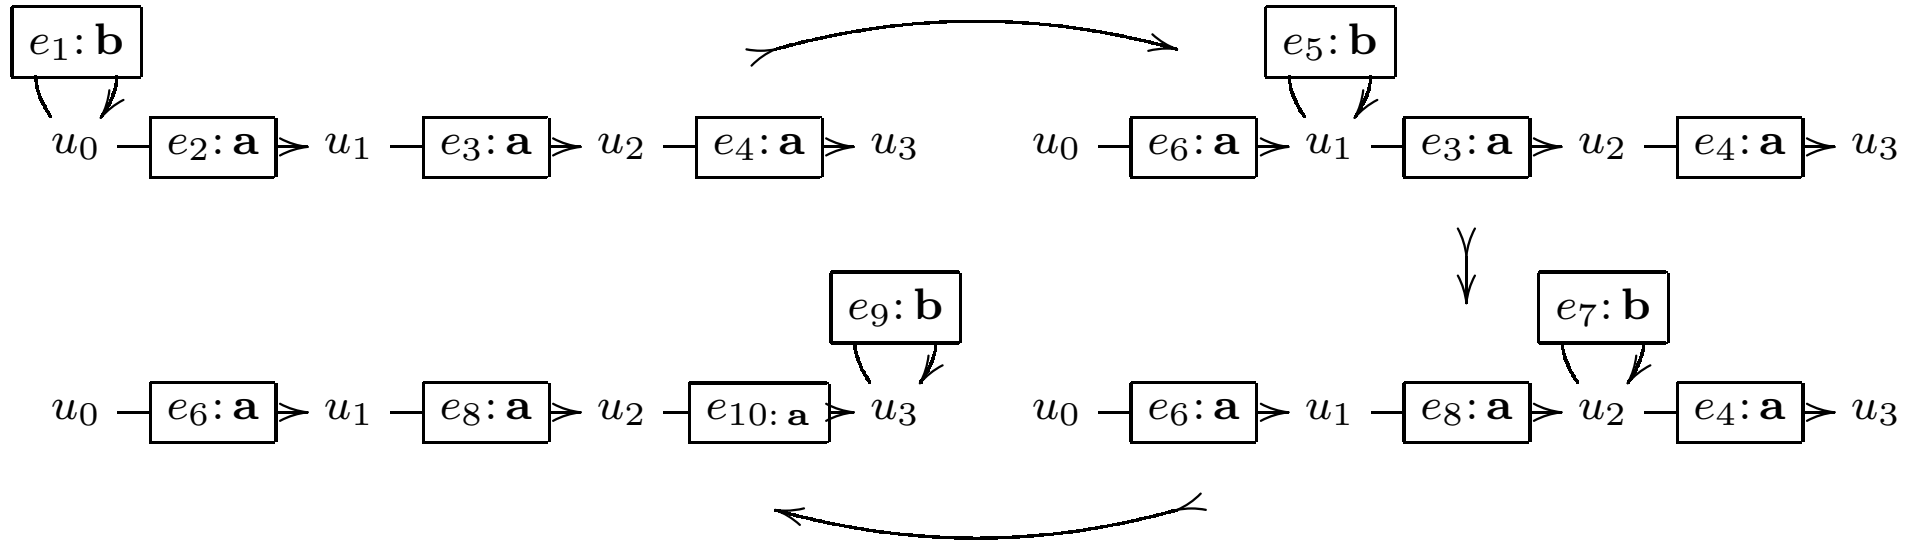 e₁: b e₅: b
u₀ e₂: a u₁ e₃: a u₂ e₄: a u₃ u₀ e₆: a u₁ e₃: a u₂ e₄: a u₃
e₉: b e₇: b
u₀ e₆: a u₁ e₈: a u₂ e₁₀: a u₃ u₀ e₆: a u₁ e₈: a u₂ e₄: a u₃